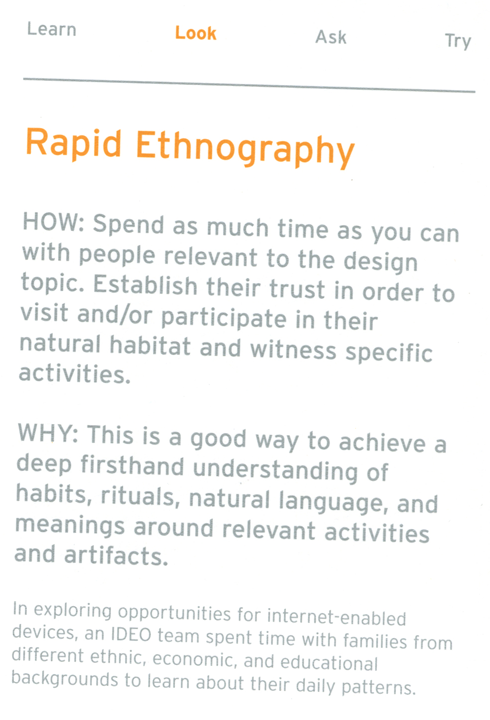 Learn Look Ask Try
Rapid Ethnography
HOW: Spend as much time as you can
with people relevant to the design
topic. Establish their trust in order to
visit and/or participate in their
natural habitat and witness specific
activities.
WHY: This is a good way to achieve a
deep firsthand understanding of
habits, rituals, natural language, and
meanings around relevant activities
and artifacts.
In exploring opportunities for internet-enabled
devices, an IDEO team spent time with families from
different ethnic, economic, and educational
backgrounds to learn about their daily patterns.